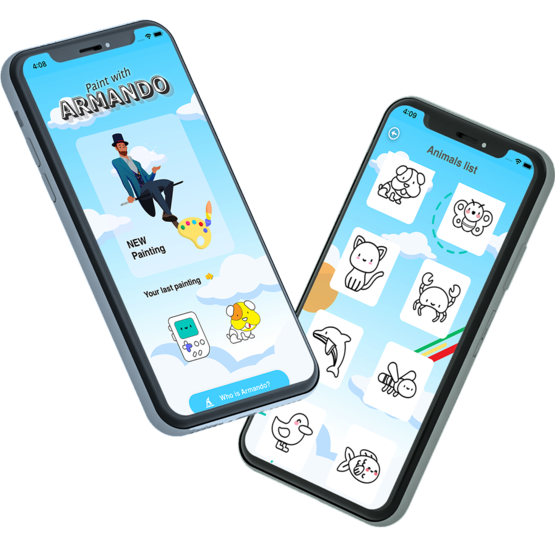 4:08
Paint with
ARMANDO
NEW
Painting
Your last painting
Who is Armando?
4:09
Animals list